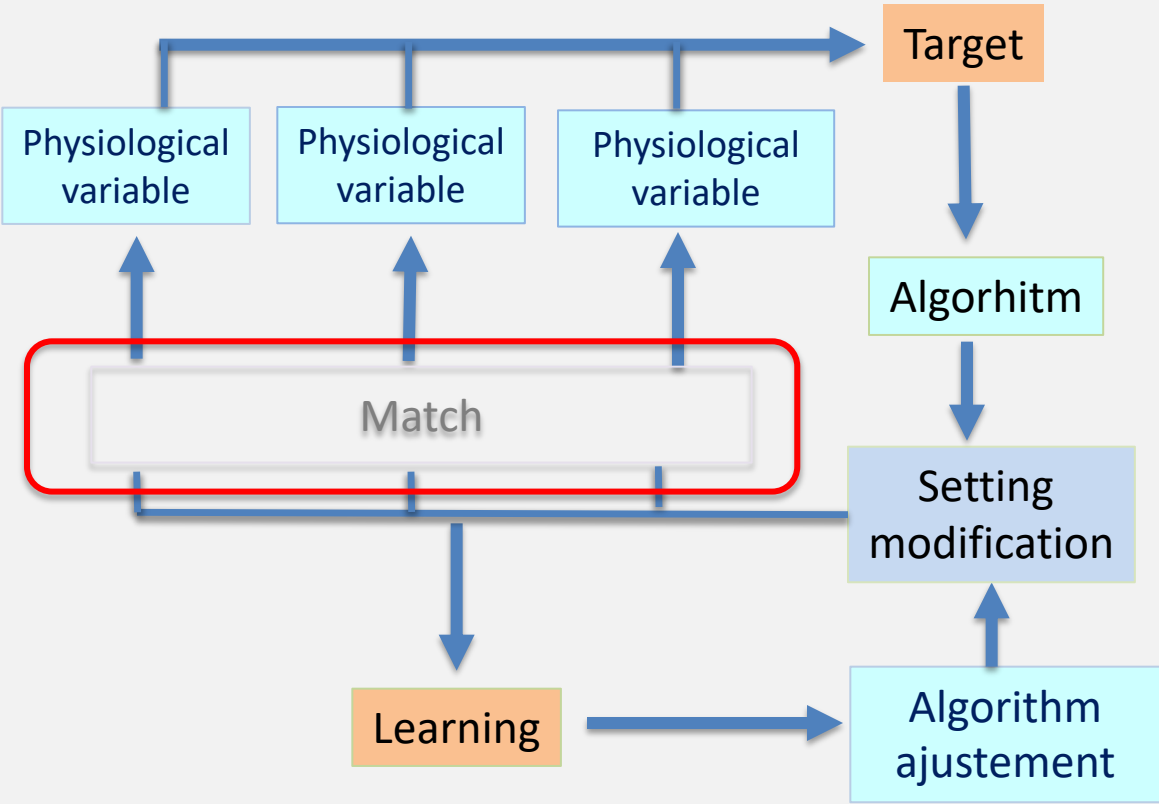 Target
Physiological
variable
Physiological
variable
Physiological
variable
Algorhitm
Match
Setting
modification
Learning
Algorithm
ajustement